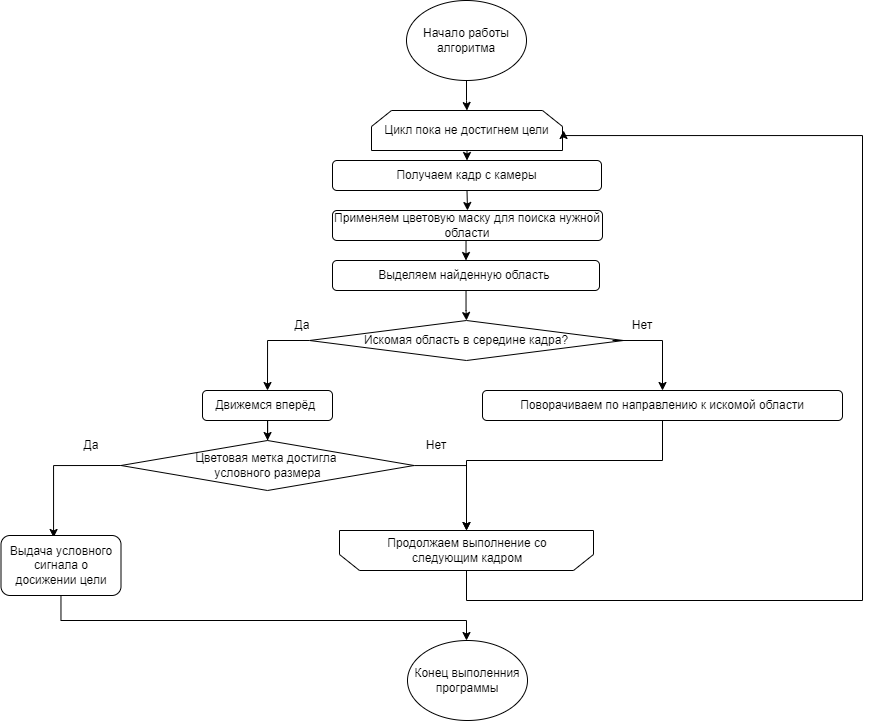 Начало работы
алгоритма
Цикл пока не достигнем цели
Получаем кадр с камеры
Применяем цветовую маску для поиска нужной
области
Выделяем найденную область
Да
Нет
Искомая область в середине кадра?
Движемся вперёд
Поворачиваем по направлению к искомой области
Да
Нет
Цветовая метка достигла
условного размера
Выдача условного
сигнала о
досижении цели
Продолжаем выполнение со
следующим кадром
Конец выполенния
программы